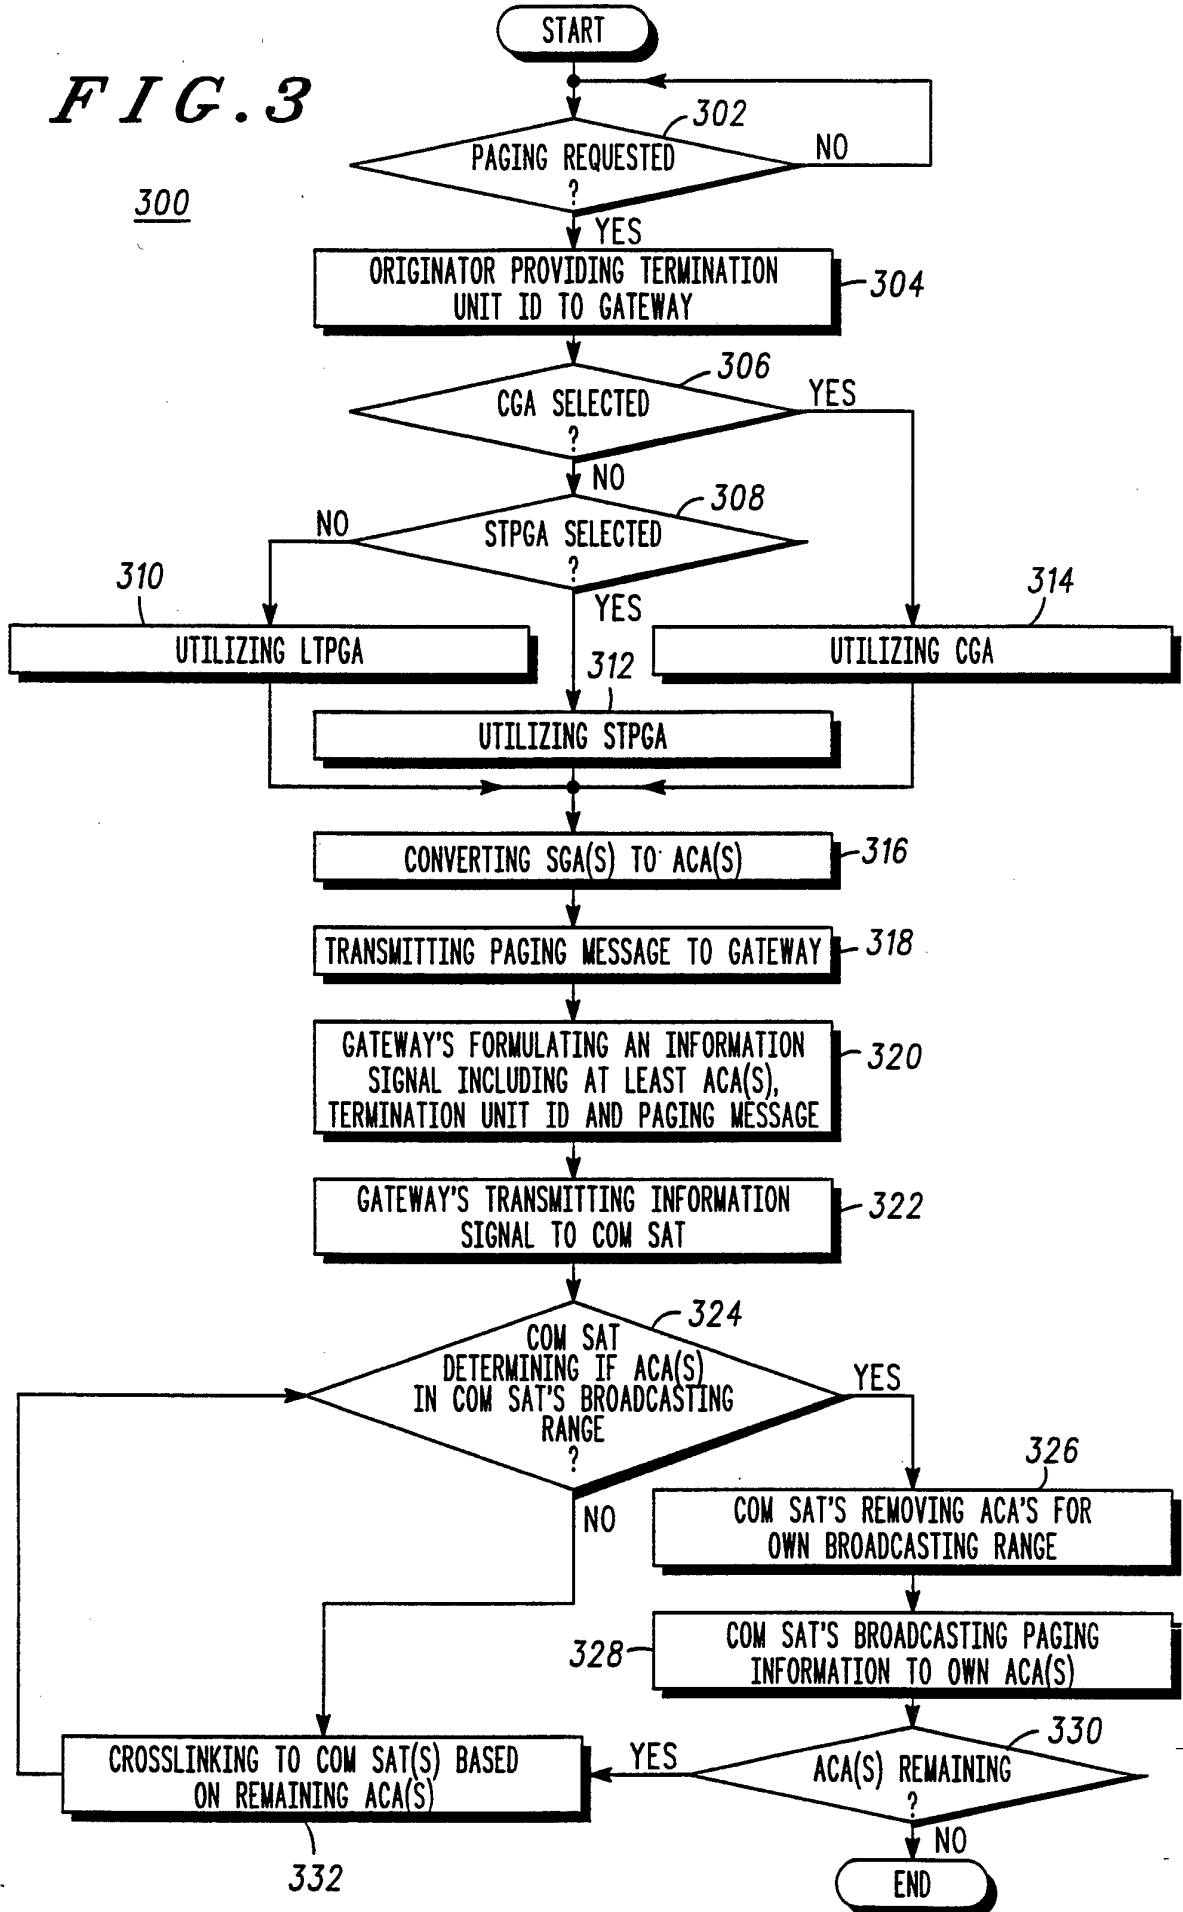 START
FIG.3
302
PAGING REQUESTED
?
NO
300
YES
ORIGINATOR PROVIDING TERMINATION
UNIT ID TO GATEWAY
304
306
CGA SELECTED
?
YES
NO
308
STPGA SELECTED
?
NO
YES
310
314
UTILIZING LTPGA
UTILIZING CGA
312
UTILIZING STPGA
CONVERTING SGA(S) TO ACA(S)
316
TRANSMITTING PAGING MESSAGE TO GATEWAY
318
GATEWAY'S FORMULATING AN INFORMATION
SIGNAL INCLUDING AT LEAST ACA(S),
TERMINATION UNIT ID AND PAGING MESSAGE
320
GATEWAY'S TRANSMITTING INFORMATION
SIGNAL TO COM SAT
322
324
COM SAT
DETERMINING IF ACA(S)
IN COM SAT'S BROADCASTING
RANGE
?
YES
NO
326
COM SAT'S REMOVING ACA'S FOR
OWN BROADCASTING RANGE
COM SAT'S BROADCASTING PAGING
INFORMATION TO OWN ACA(S)
328
330
ACA(S) REMAINING
?
YES
CROSSLINKING TO COM SAT(S) BASED
ON REMAINING ACA(S)
332
NO
END